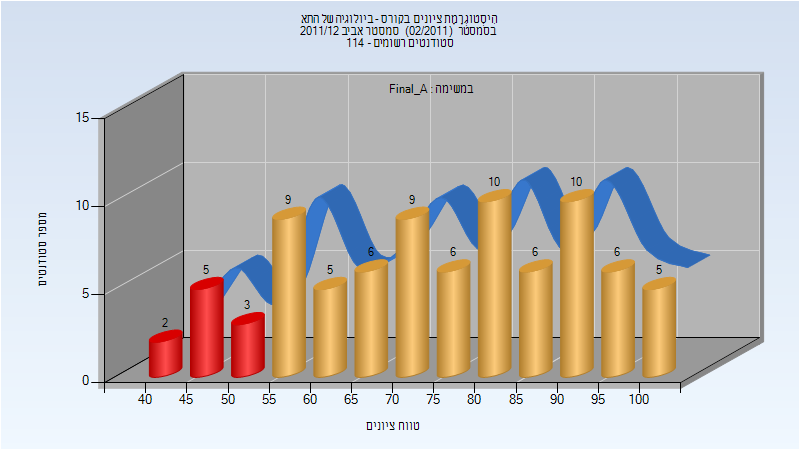 היסטוגרמת ציונים בקורס - ביולוגיה של התא
בסמסטר (02/2011) סמסטר אביב 2011/12
סטודנטים רשומים - 114
במשימה : Final_A
מספר סטודנטים
15
10
5
0
2
5
3
9
5
6
9
6
10
6
10
6
5
40 45 50 55 60 65 70 75 80 85 90 95 100
טווח ציונים